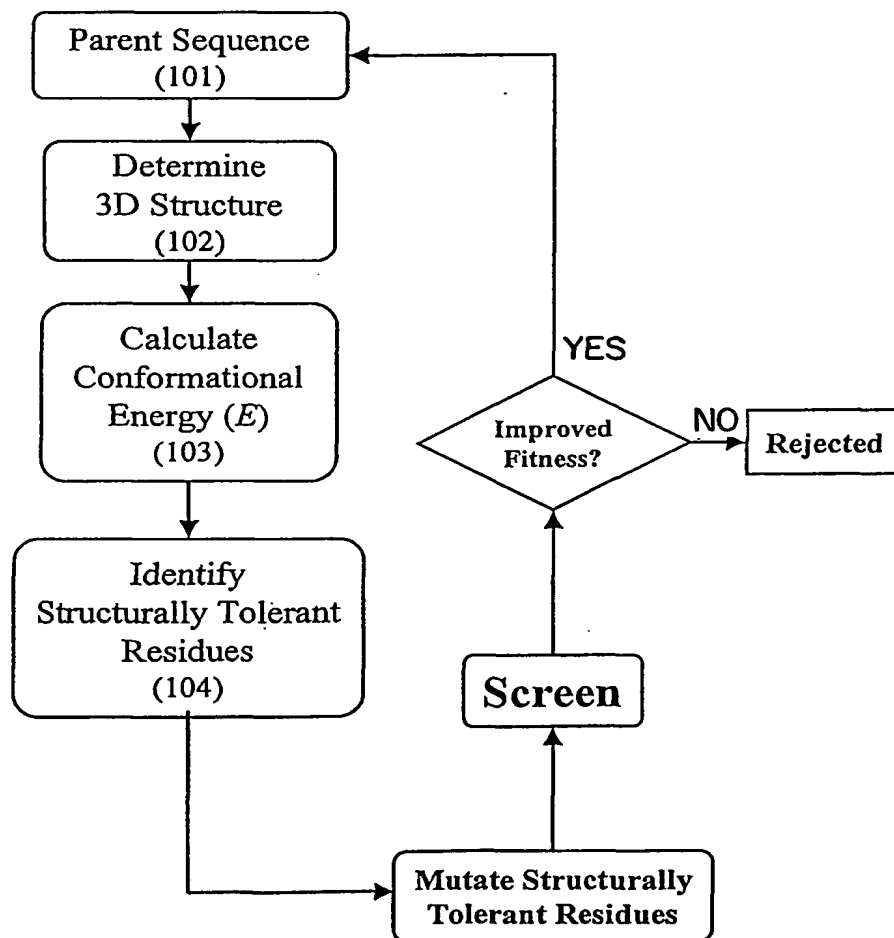 Parent Sequence
(101)
Determine
3D Structure
(102)
Calculate
Conformational
Energy (E)
(103)
Identify
Structurally Tolerant
Residues
(104)
Mutate Structurally
Tolerant Residues
Screen
Improved
Fitness?
YES
NO
Rejected